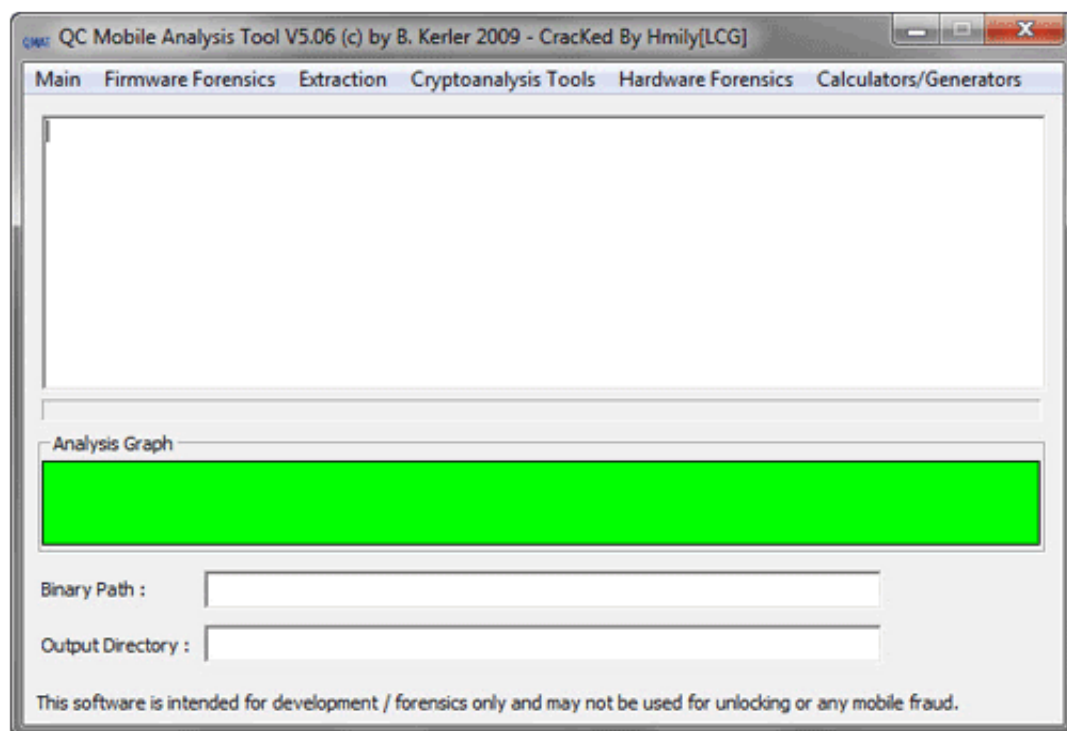 QMAT QC Mobile Analysis Tool V5.06 (c) by B. Kerler 2009 - CracKed By Hmily[LCG]
Main Firmware Forensics Extraction Cryptoanalysis Tools Hardware Forensics Calculators/Generators
Analysis Graph
Binary Path :
Output Directory :
This software is intended for development / forensics only and may not be used for unlocking or any mobile fraud.